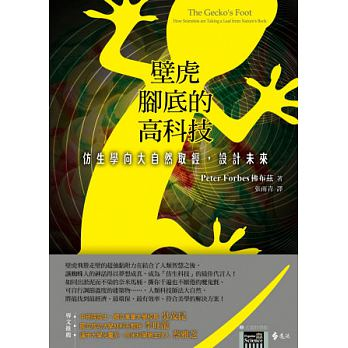 The Gecko's Foot
How Scientists are Taking a Leaf from Nature's Book
壁虎
腳底的
高科技
仿生學向大自然取經，設計未來
Peter Forbes 佛布茲 著
張雨青 譯
壁虎飛簷走壁的超強黏附力在結合了人類智慧之後，
讓蜘蛛人的神話得以夢想成真，成為「仿生科技」的最佳代言人！
可自行調節溫度的建築物……，人類科技師法大自然，
將能找到最經濟、最環保、最有效率、符合美學的解決方案！
專文推薦
遠流